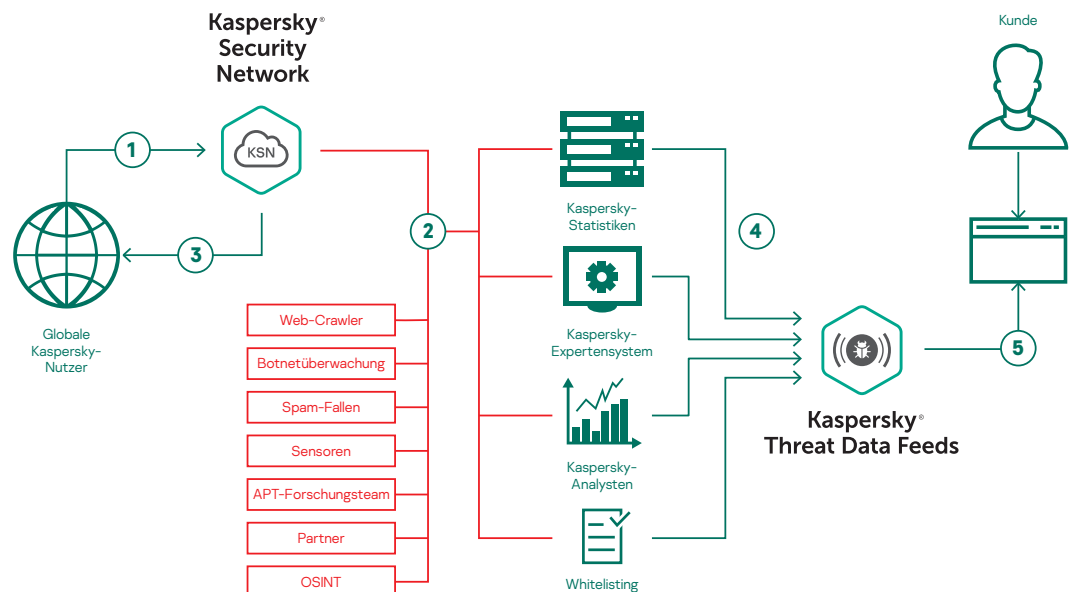 Kaspersky®
Security
Network
KSN
1
2
3
Globale
Kaspersky-
Nutzer
Web-Crawler
Botnetüberwachung
Spam-Fallen
Sensoren
APT-Forschungsteam
Partner
OSINT
Kaspersky-
Statistiken
Kaspersky-
Expertensystem
Kaspersky-
Analysten
Whitelisting
4
Kaspersky®
Threat Data Feeds
5
Kunde